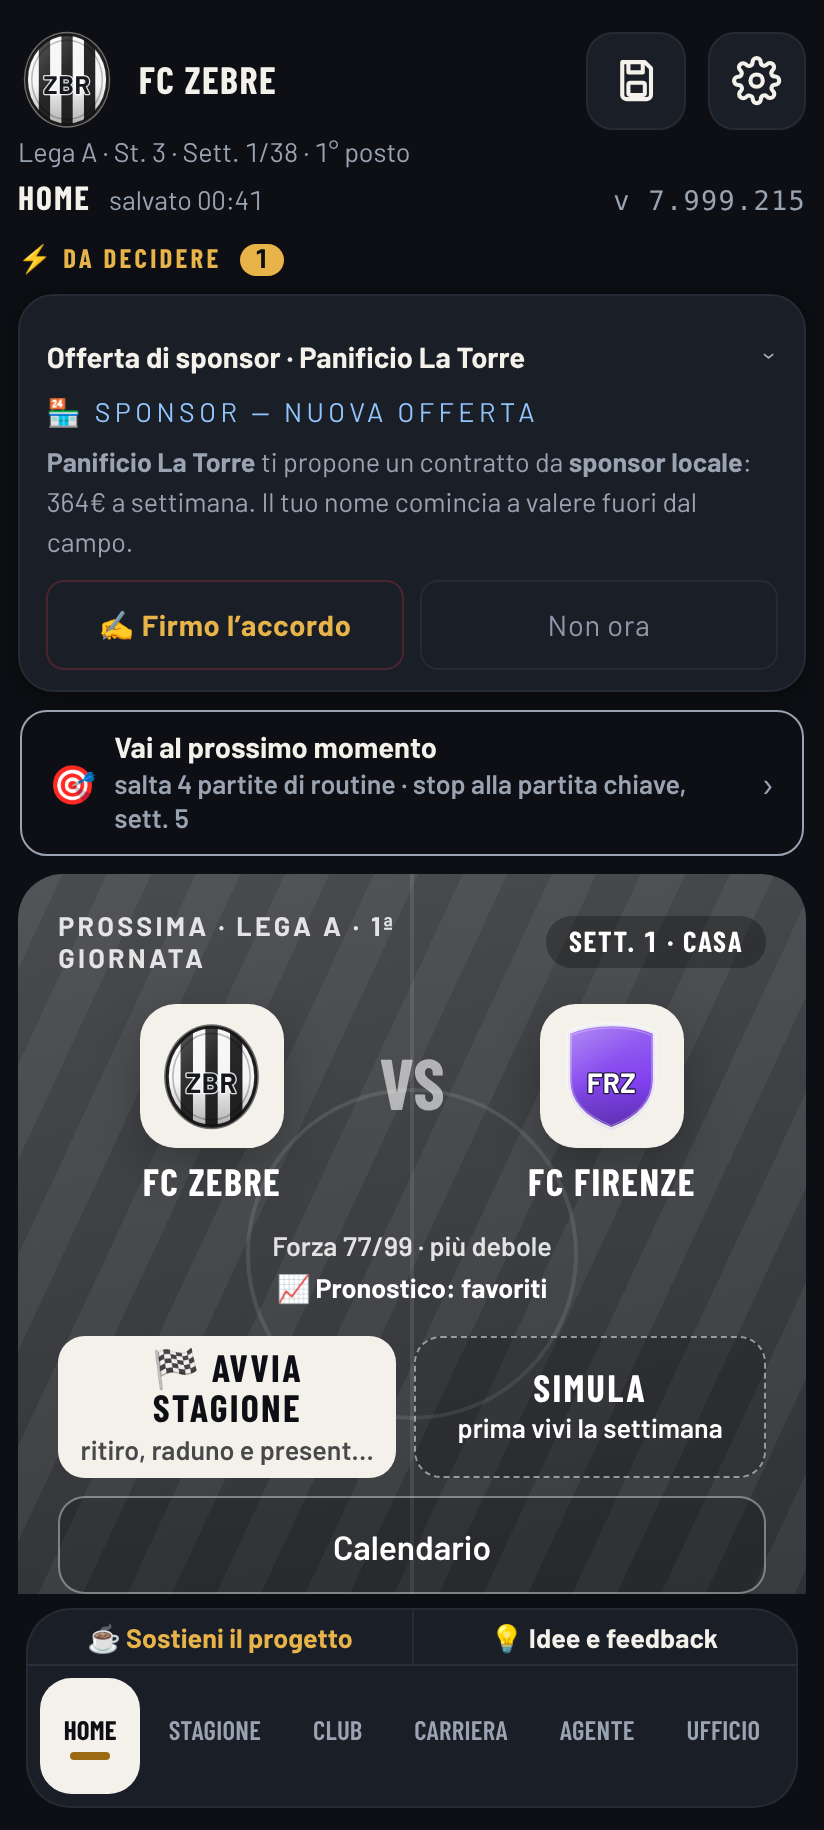 ZBR
FC ZEBRE
Lega A · St. 3 · Sett. 1/38 · 1° posto
HOME salvato 00:41 v 7.999.215
⚡ DA DECIDERE 1
Offerta di sponsor · Panificio La Torre
🏪 SPONSOR — NUOVA OFFERTA
Panificio La Torre ti propone un contratto da sponsor locale:
364€ a settimana. Il tuo nome comincia a valere fuori dal
campo.
✍️ Firmo l’accordo Non ora
🎯 Vai al prossimo momento
salta 4 partite di routine · stop alla partita chiave,
sett. 5
PROSSIMA · LEGA A · 1ª
GIORNATA
SETT. 1 · CASA
ZBR VS FRZ
FC ZEBRE FC FIRENZE
Forza 77/99 · più debole
📈 Pronostico: favoriti
🏁 AVVIA
STAGIONE
ritiro, raduno e present...
SIMULA
prima vivi la settimana
Calendario
☕ Sostieni il progetto 💡 Idee e feedback
HOME STAGIONE CLUB CARRIERA AGENTE UFFICIO